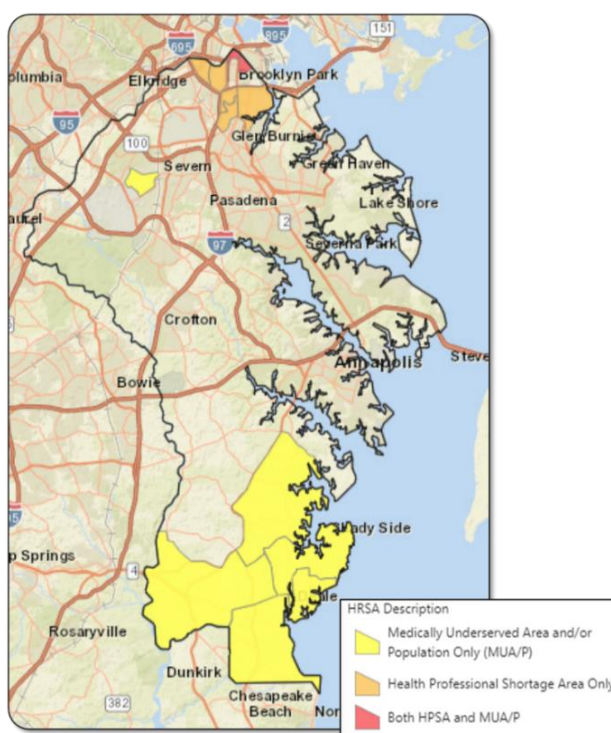 895
151
695
Brooklyn Park
olumbia
Elkridge
95
Glen Burnie
100
Severn
Green Haven
Pasadena
Lake Shore
2
aurel
Severna Park
97
Crofton
Steve
Annapolis
Bowie
ady Side
p Springs
4
Rosaryville
Dunkirk
382
Chesapeake
Beach
Nor
HRSA Description
Medically Underserved Area and/or
Population Only (MUA/P)
Health Professional Shortage Area Only
Both HPSA and MUA/P